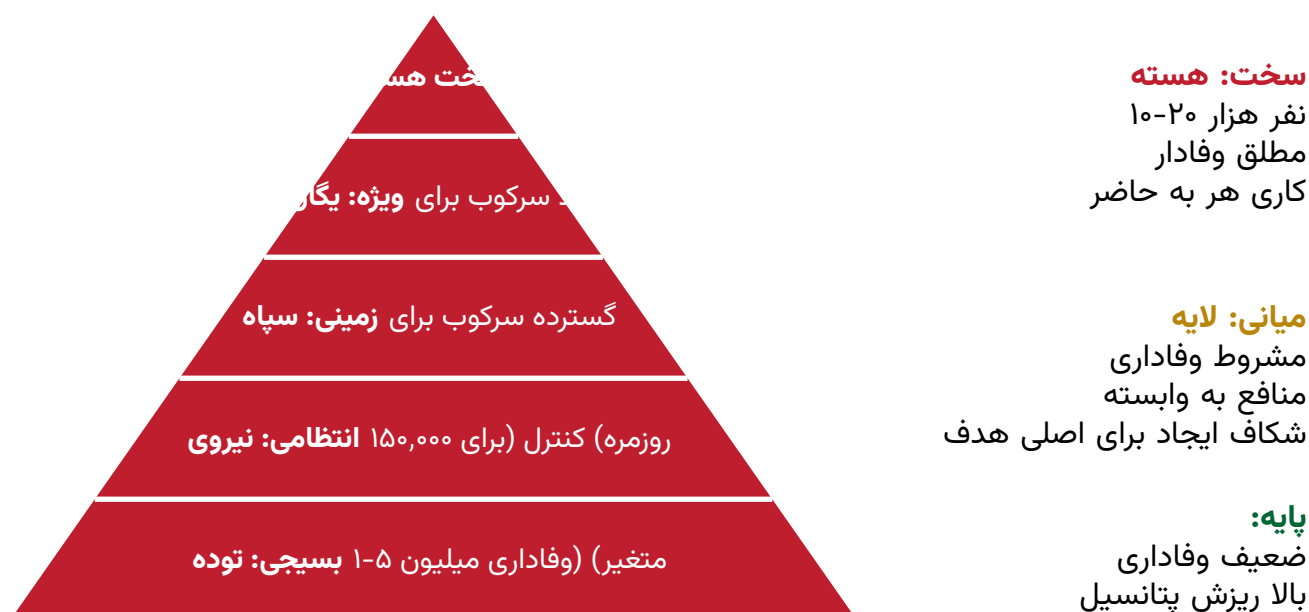 سرکوب برای ویژه:
گسترده سرکوب برای زمینی: سپاه
روزمره) کنترل (برای ۱۵۰,۰۰۰ انتظامی: نیروی
متغیر) (وفاداری میلیون ۱-۵ بسیجی: توده
سخت: هسته
نفر هزار ۱۰-۲۰
مطلق وفادار
کاری هر به حاضر
میانی: لایه
مشروط وفاداری
منافع به وابسته
شکاف ایجاد برای اصلی هدف
پایه:
ضعیف وفاداری
بالا ریزش پتانسیل